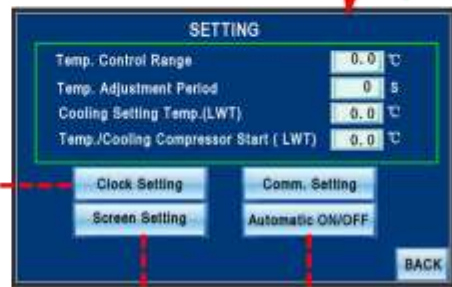 SETTING
Temp. Control Range 0.0 ℃
Temp. Adjustment Period 0 S
Cooling Setting Temp.(LWT) 0.0 ℃
Temp./Cooling Compressor Start ( LWT) 0.0 ℃
Clock Setting Comm. Setting
Screen Setting Automatic ON/OFF
BACK